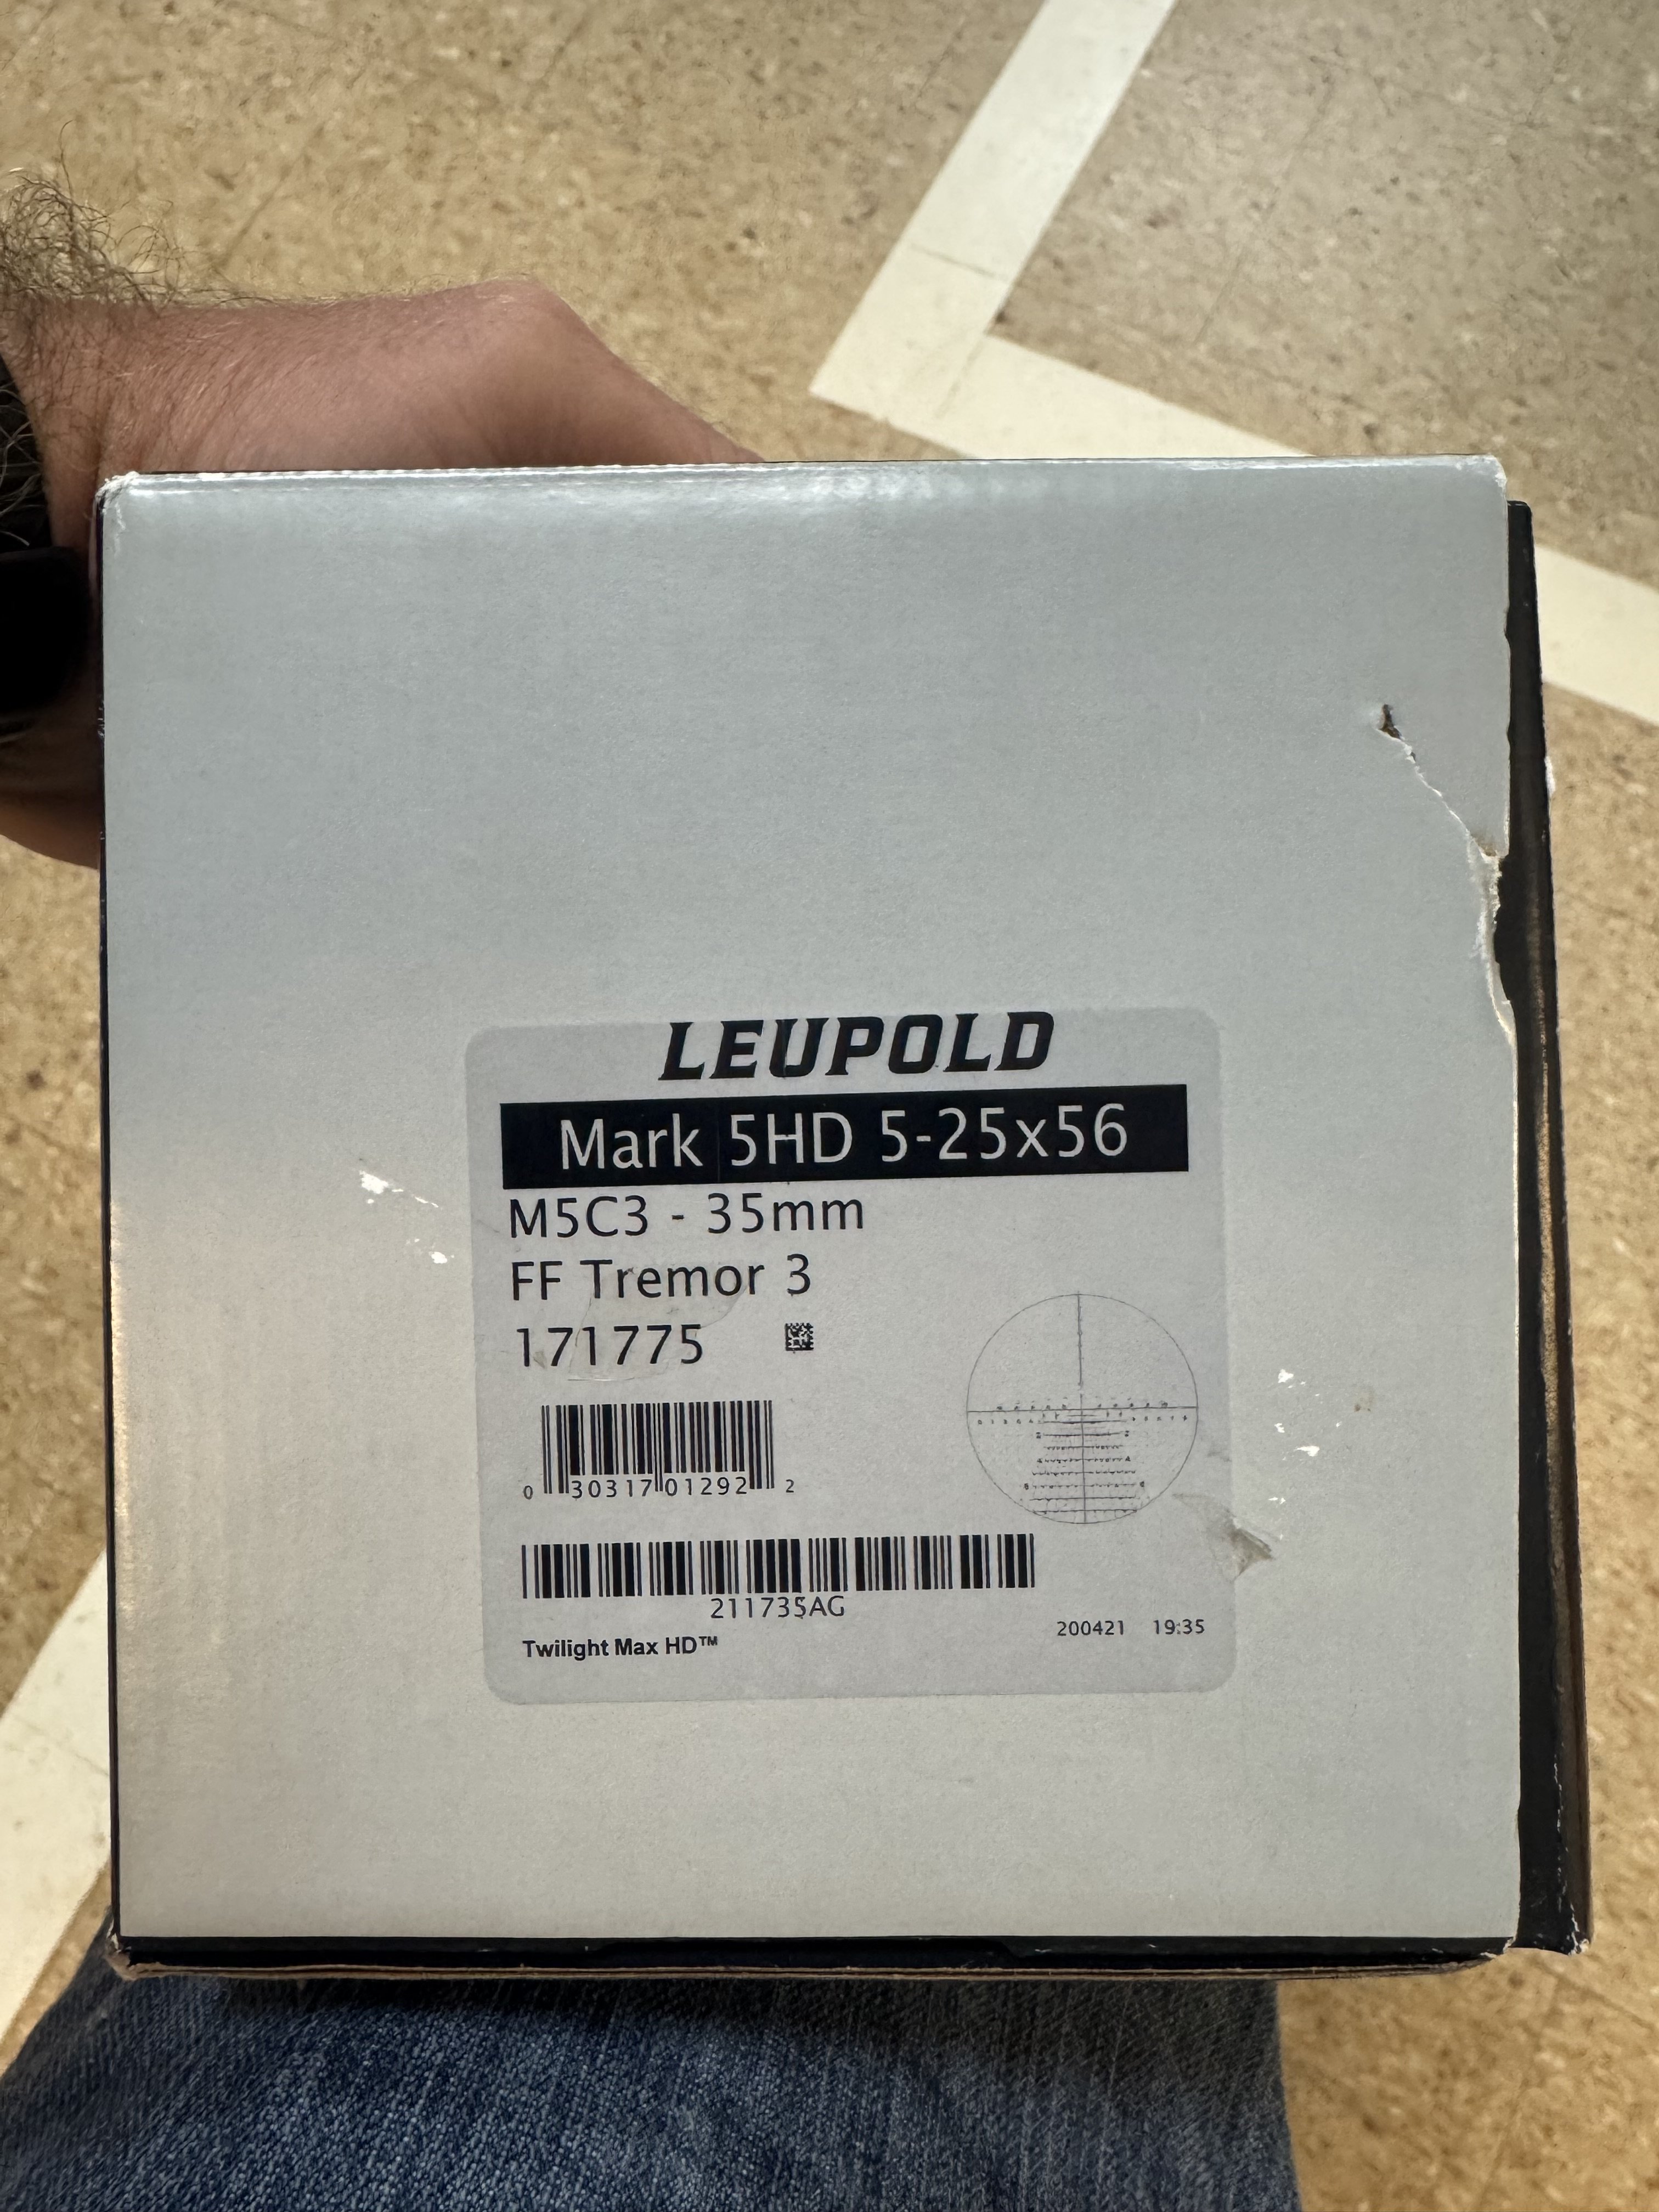 LEUPOLD
Mark 5HD 5-25x56
M5C3 - 35mm
FF Tremor 3
171775
0 30317 01292 2
211735AG
200421 19:35
Twilight Max HD™